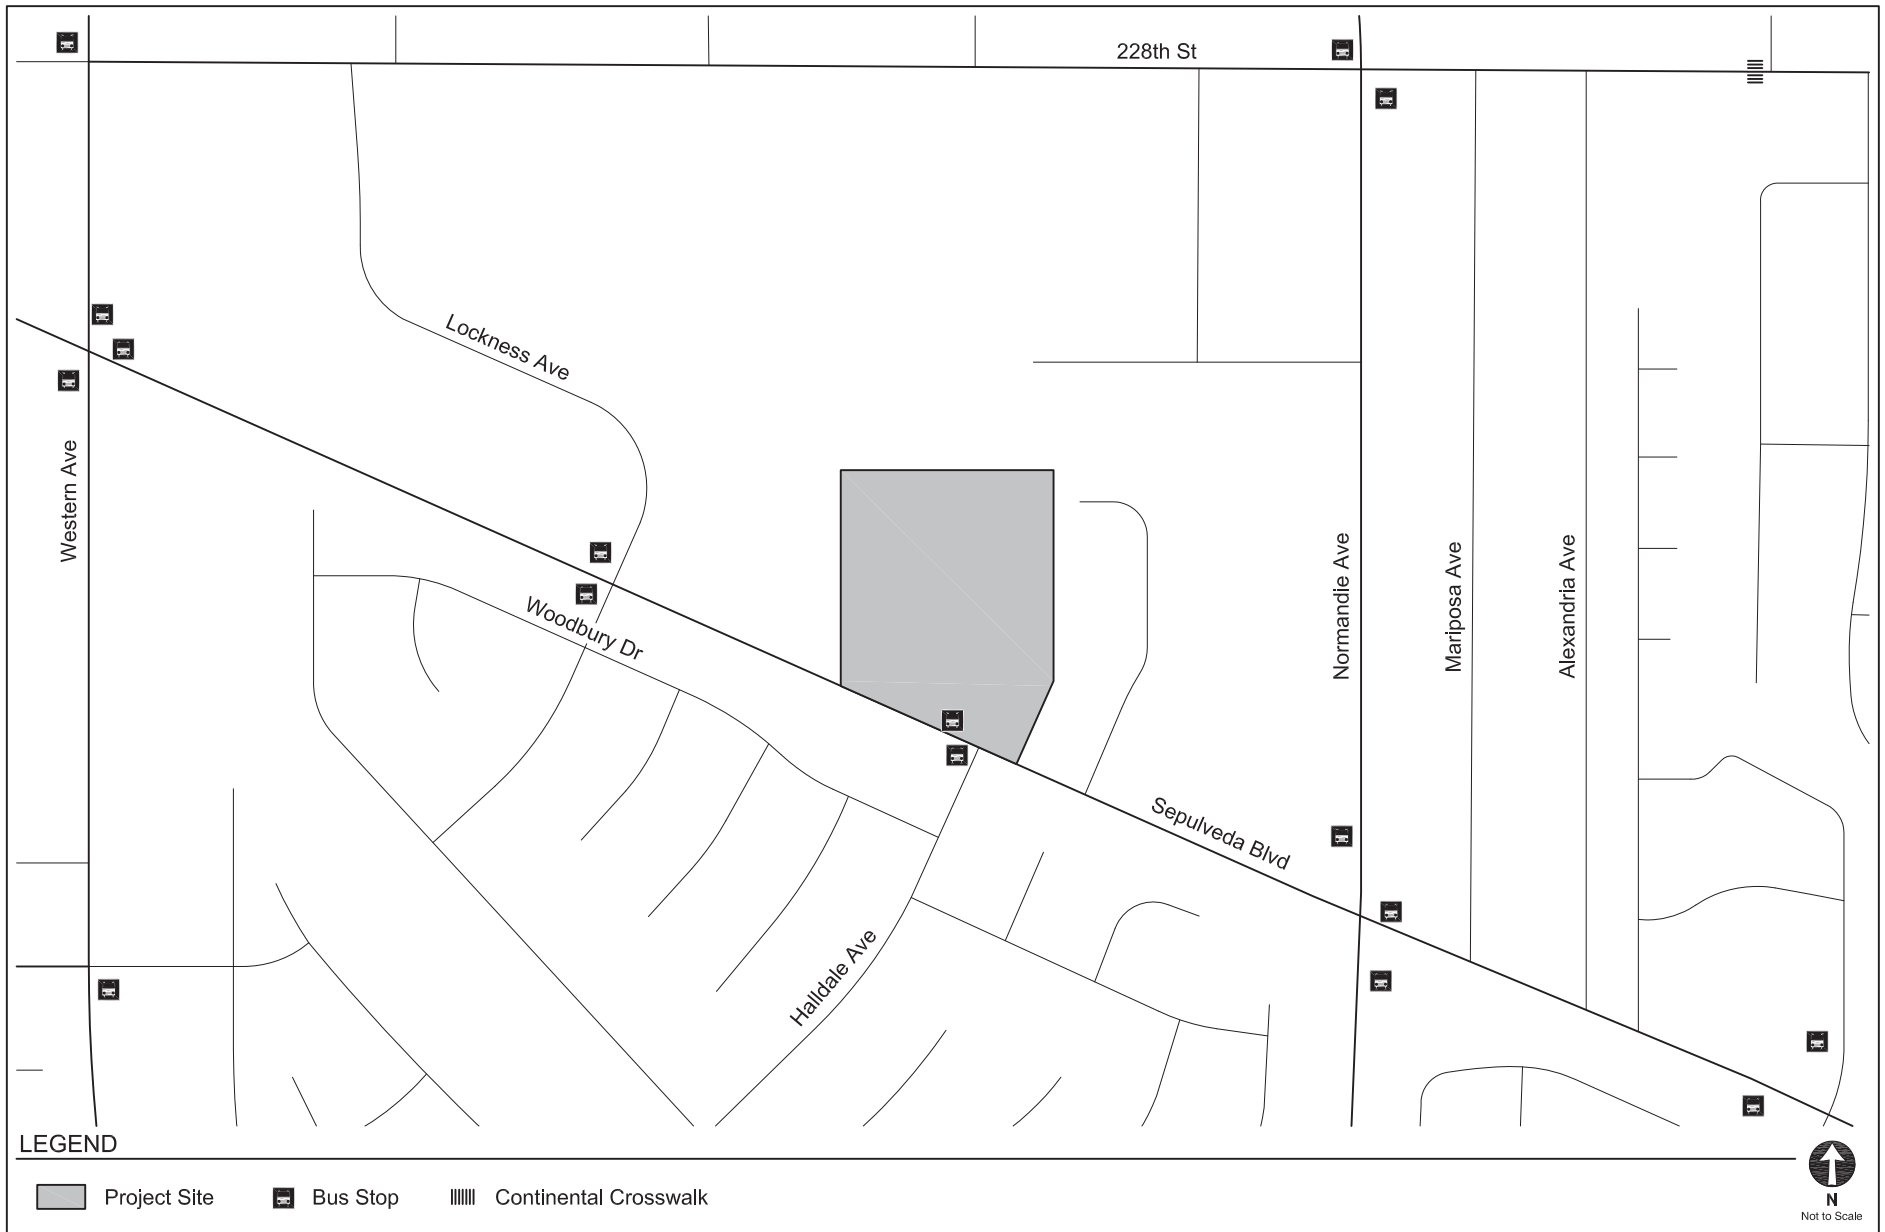 228th St
Lockness Ave
Western Ave
Woodbury Dr
Normandie Ave
Mariposa Ave
Alexandria Ave
Sepulveda Blvd
Halldale Ave
LEGEND
Project Site
Bus Stop
Continental Crosswalk
N
Not to Scale